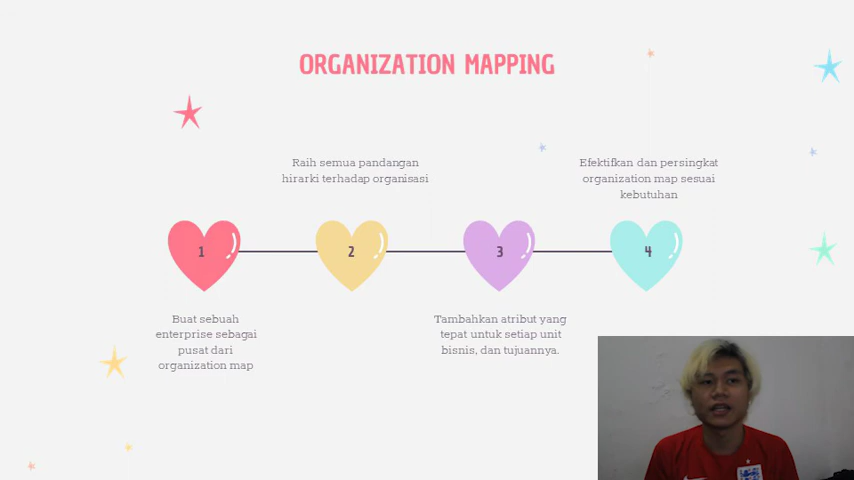 ORGANIZATION MAPPING
Raih semua pandangan
hirarki terhadap organisasi
Efektifkan dan persingkat
organization map sesuai
kebutuhan
1
2
3
4
Buat sebuah
enterprise sebagai
pusat dari
organization map
Tambahkan atribut yang
tepat untuk setiap unit
bisnis, dan tujuannya.